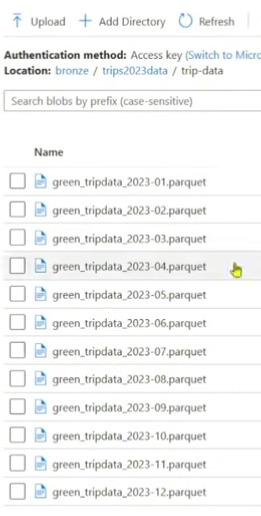 Upload Add Directory Refresh
Authentication method: Access key (Switch to Micro
Location: bronze / trips2023data / trip-data
Search blobs by prefix (case-sensitive)
Name
green_tripdata_2023-01.parquet
green_tripdata_2023-02.parquet
green_tripdata_2023-03.parquet
green_tripdata_2023-04.parquet
green_tripdata_2023-05.parquet
green_tripdata_2023-06.parquet
green_tripdata_2023-07.parquet
green_tripdata_2023-08.parquet
green_tripdata_2023-09.parquet
green_tripdata_2023-10.parquet
green_tripdata_2023-11.parquet
green_tripdata_2023-12.parquet